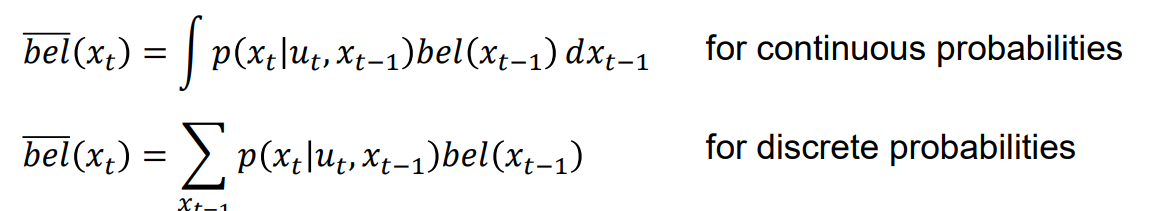 $\overline{bel}(x_t) = \int p(x_t|u_t, x_{t-1})bel(x_{t-1})\, dx_{t-1}$ for continuous probabilities
$\overline{bel}(x_t) = \sum_{x_{t-1}} p(x_t|u_t, x_{t-1})bel(x_{t-1})$ for discrete probabilities